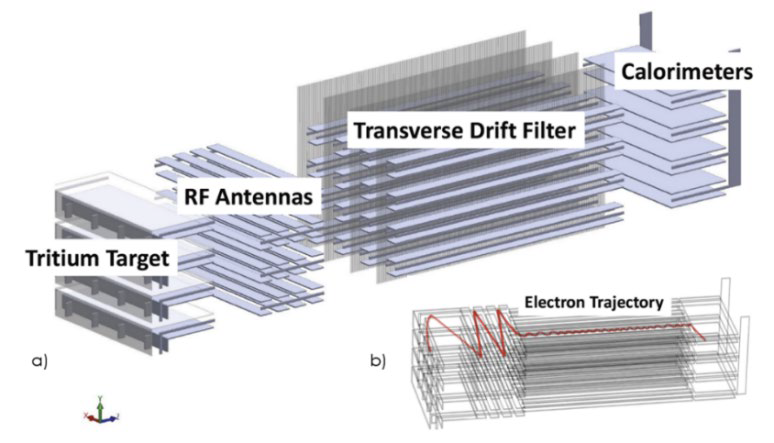 Calorimeters
Transverse Drift Filter
RF Antennas
Tritium Target
Electron Trajectory
a)
b)
Y
X
Z